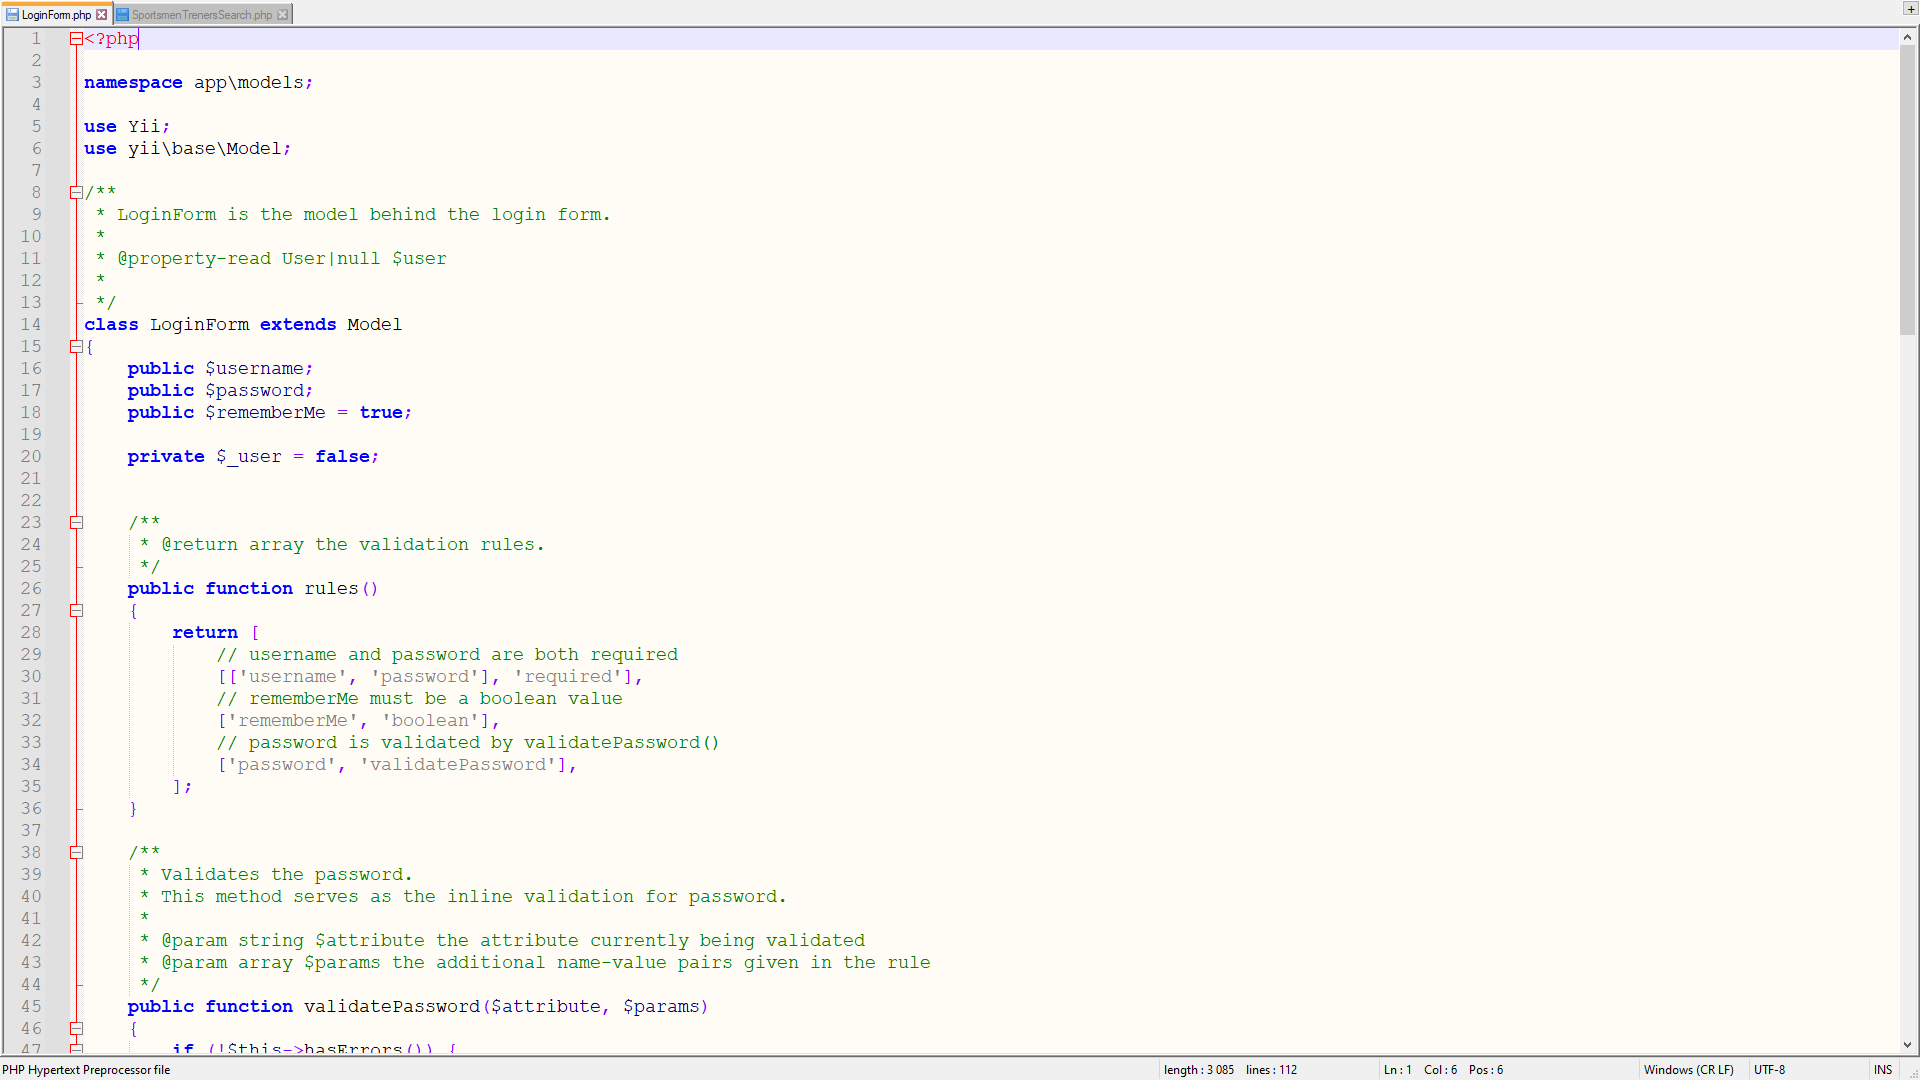 LoginForm.php SportsmenTrenersSearch.php
1 <?php
2
3 namespace app\models;
4
5 use Yii;
6 use yii\base\Model;
7
8 /**
9  * LoginForm is the model behind the login form.
10  *
11  * @property-read User|null $user
12  *
13  */
14 class LoginForm extends Model
15 {
16     public $username;
17     public $password;
18     public $rememberMe = true;
19
20     private $_user = false;
21
22
23     /**
24      * @return array the validation rules.
25      */
26     public function rules()
27     {
28         return [
29             // username and password are both required
30             [['username', 'password'], 'required'],
31             // rememberMe must be a boolean value
32             ['rememberMe', 'boolean'],
33             // password is validated by validatePassword()
34             ['password', 'validatePassword'],
35         ];
36     }
37
38     /**
39      * Validates the password.
40      * This method serves as the inline validation for password.
41      *
42      * @param string $attribute the attribute currently being validated
43      * @param array $params the additional name-value pairs given in the rule
44      */
45     public function validatePassword($attribute, $params)
46     {
47         if (!$this->hasErrors()) {
PHP Hypertext Preprocessor file length : 3 085 lines : 112 Ln : 1 Col : 6 Pos : 6 Windows (CR LF) UTF-8 INS